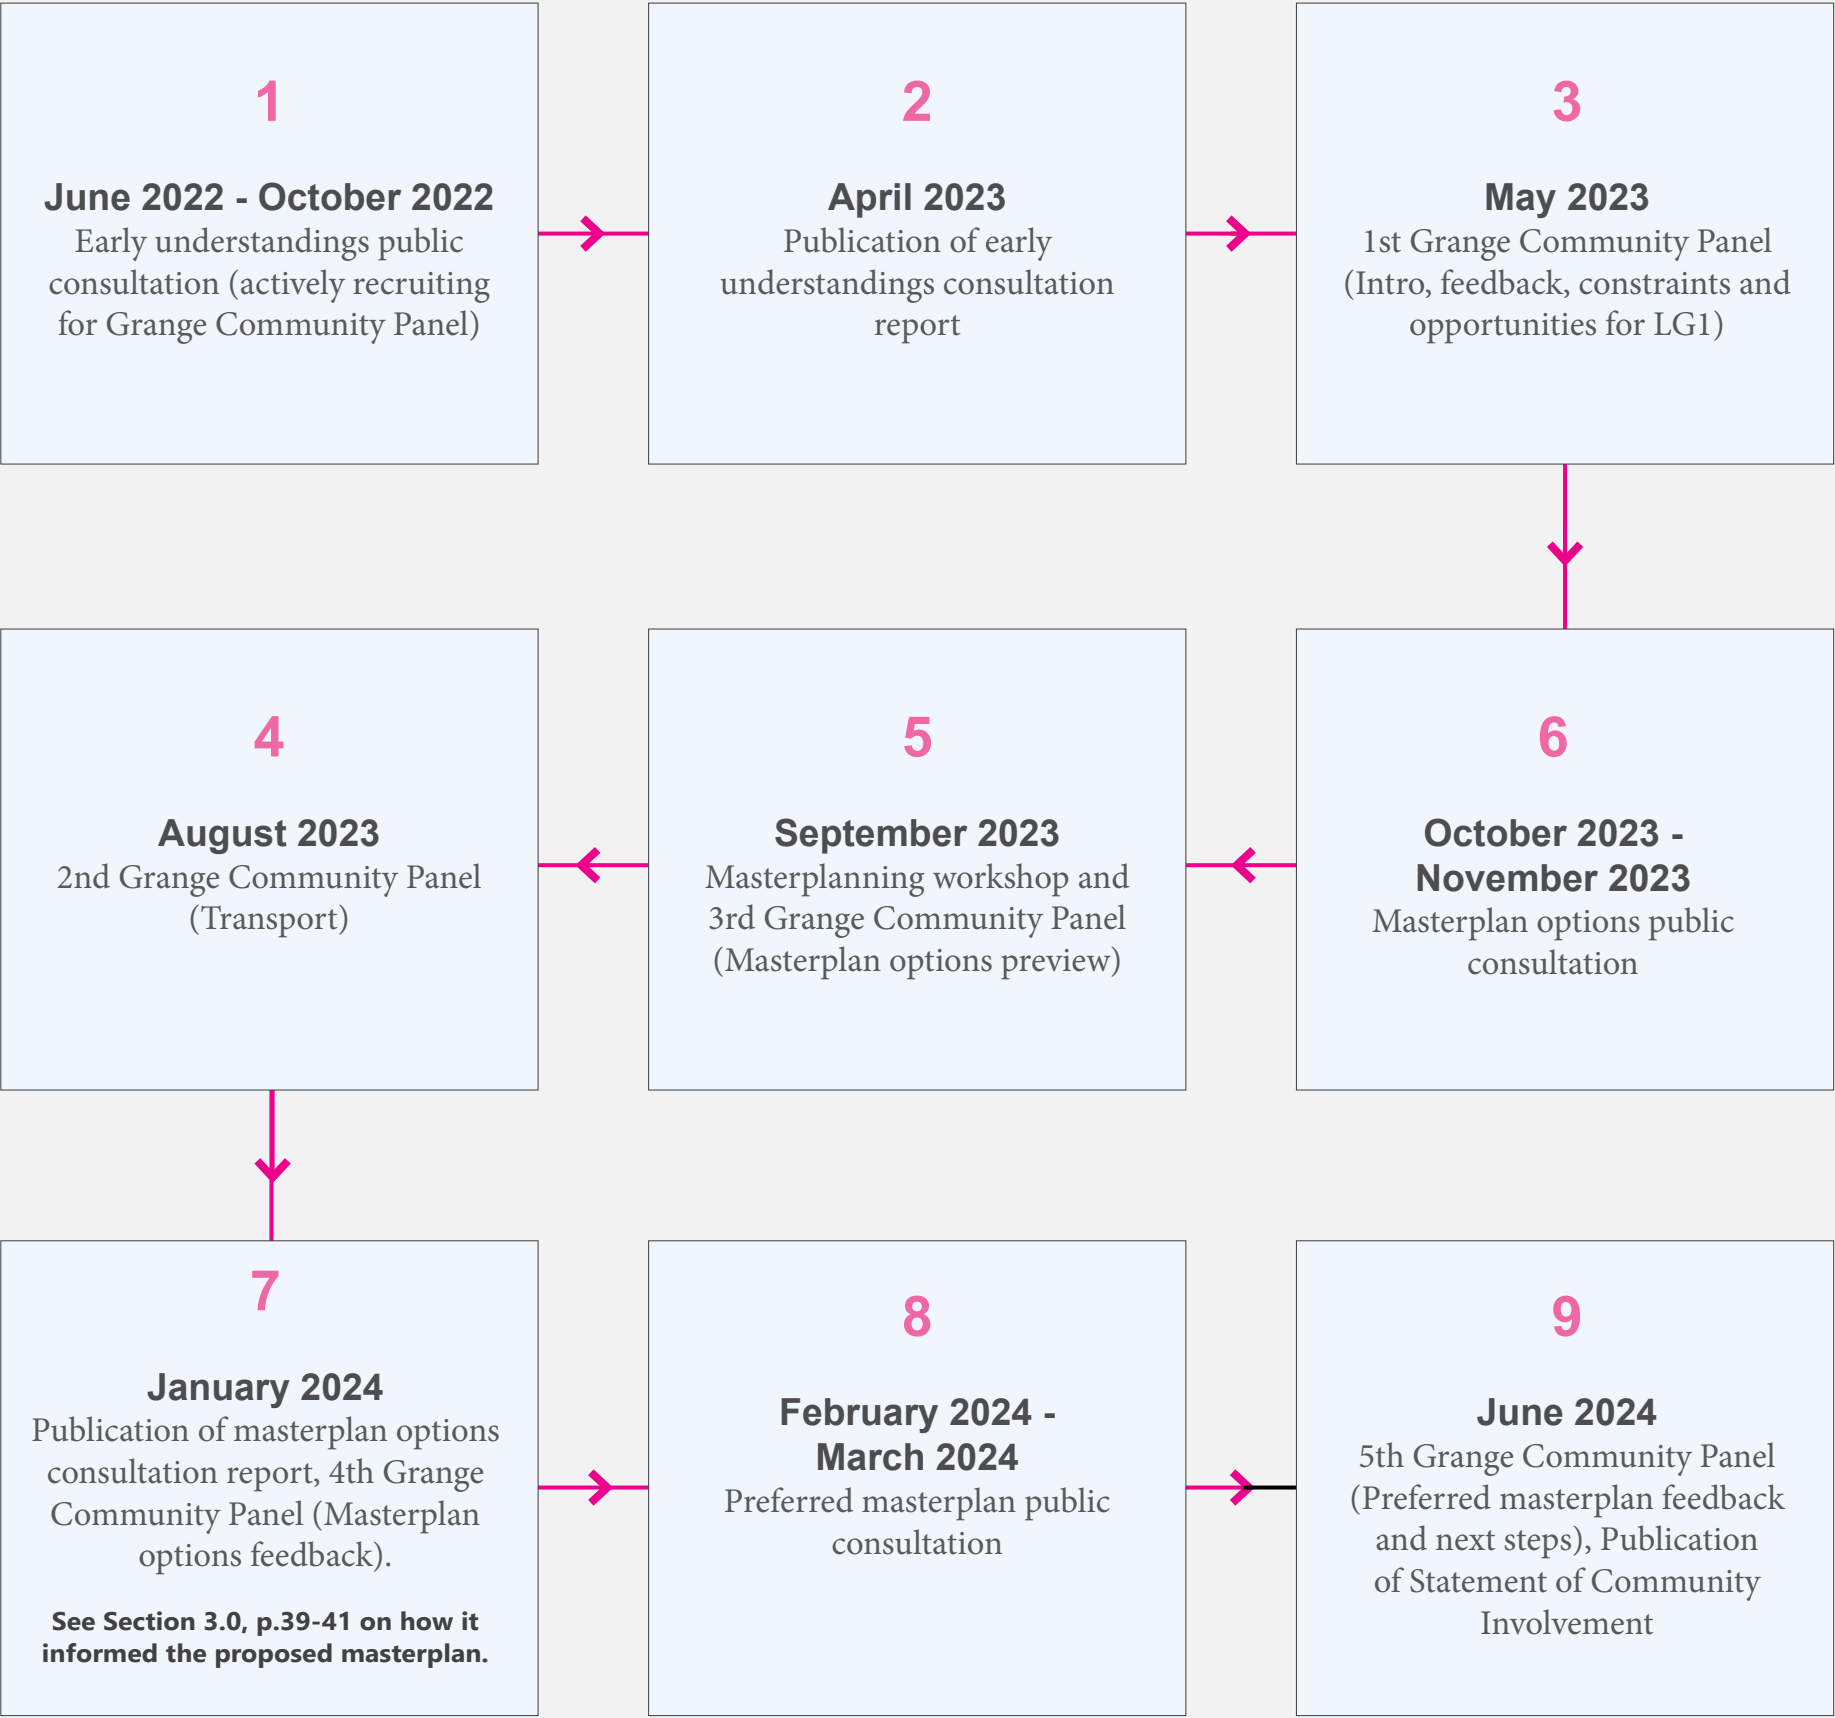 1
June 2022 - October 2022
Early understandings public
consultation (actively recruiting
for Grange Community Panel)
2
April 2023
Publication of early
understandings consultation
report
3
May 2023
1st Grange Community Panel
(Intro, feedback, constraints and
opportunities for LG1)
4
August 2023
2nd Grange Community Panel
(Transport)
5
September 2023
Masterplanning workshop and
3rd Grange Community Panel
(Masterplan options preview)
6
October 2023 -
November 2023
Masterplan options public
consultation
7
January 2024
Publication of masterplan options
consultation report, 4th Grange
Community Panel (Masterplan
options feedback).
See Section 3.0, p.39-41 on how it
informed the proposed masterplan.
8
February 2024 -
March 2024
Preferred masterplan public
consultation
9
June 2024
5th Grange Community Panel
(Preferred masterplan feedback
and next steps), Publication
of Statement of Community
Involvement